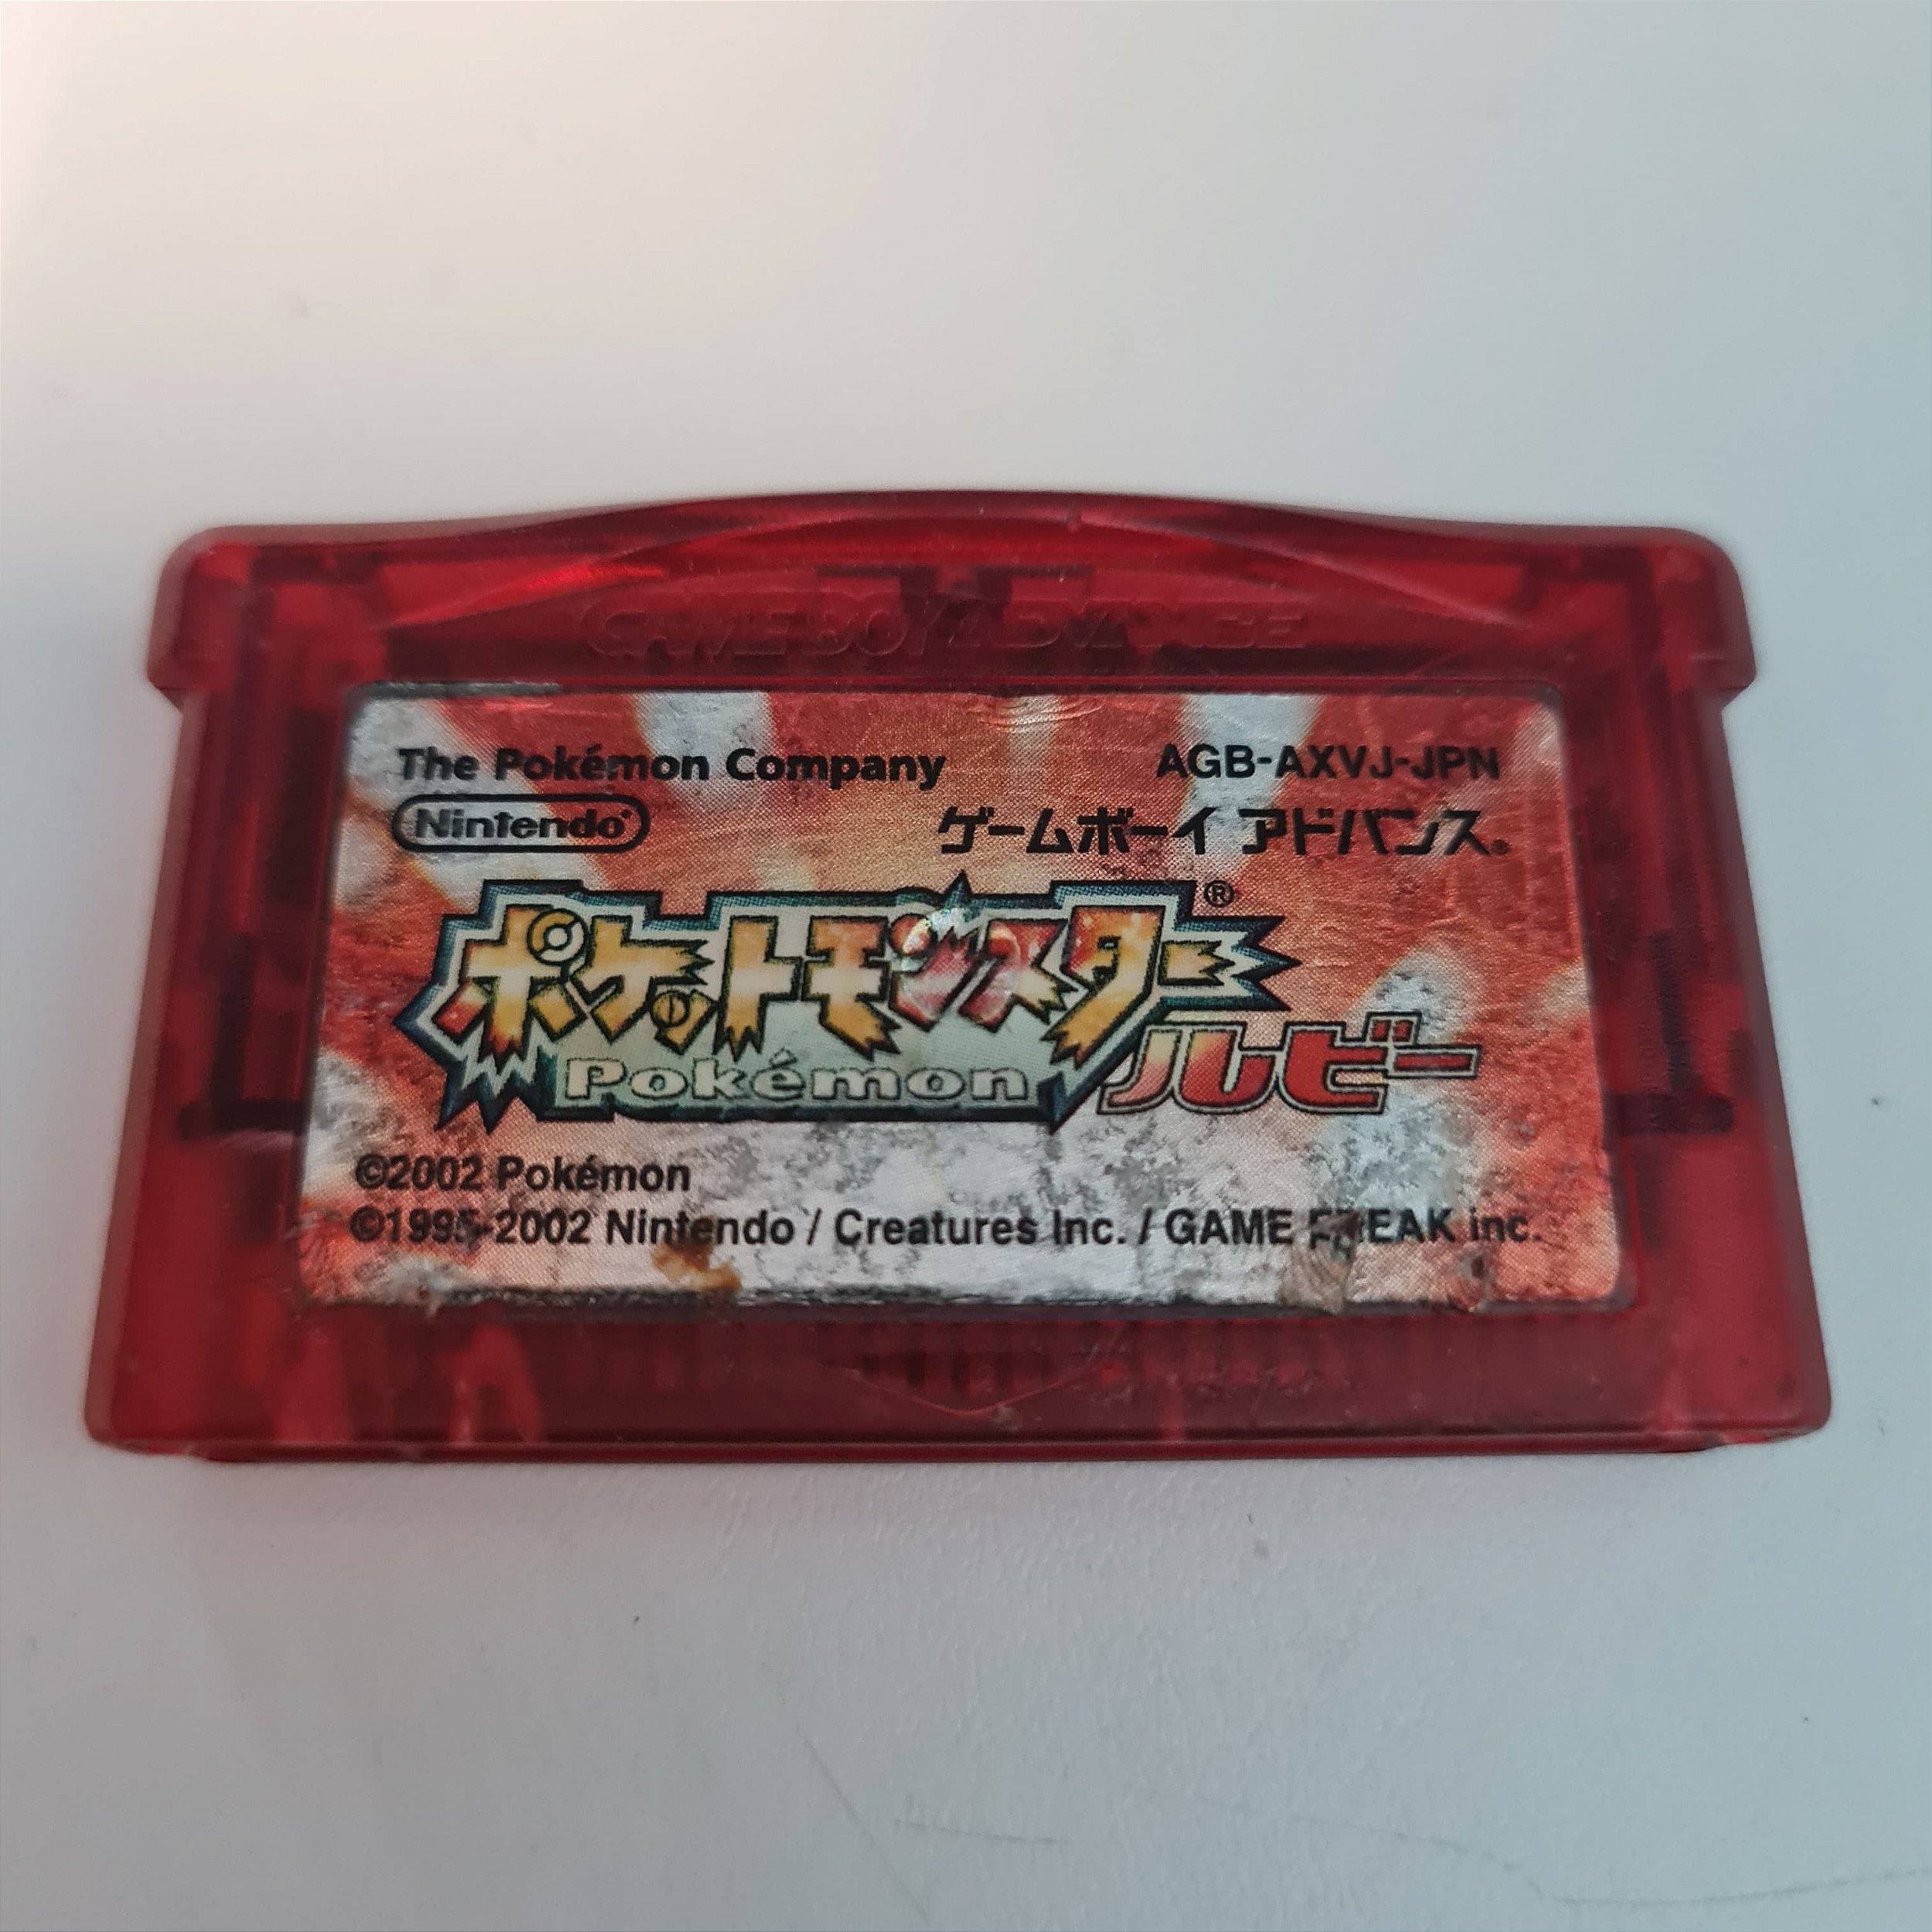 GAME BOY ADVANCE
The Pokémon Company AGB-AXVJ-JPN
Nintendo® ゲームボーイ アドバンス®
ポケットモンスター®
Pokémon ルビー
©2002 Pokémon
©1995-2002 Nintendo / Creatures Inc. / GAME FREAK inc.